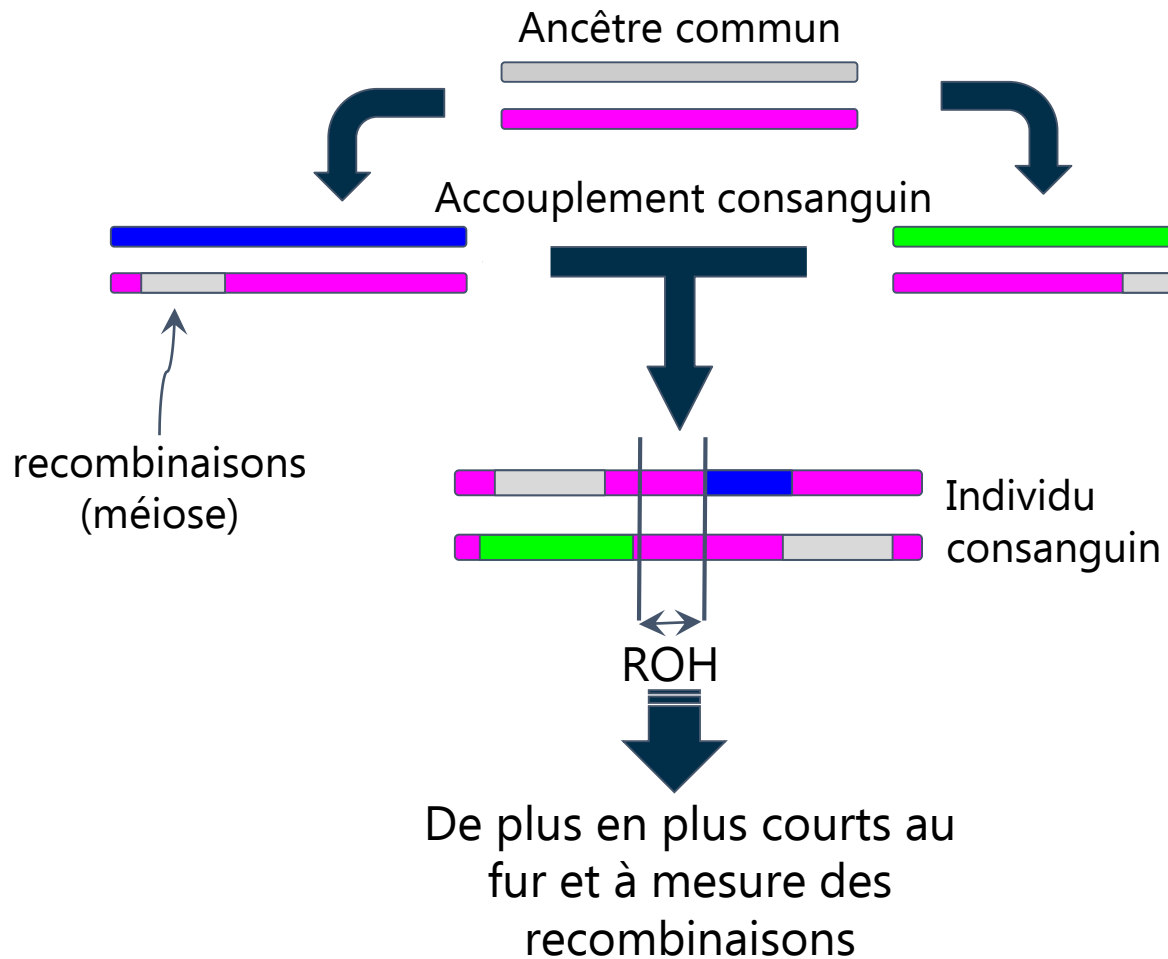 Ancêtre commun
Accouplement consanguin
recombinaisons
(méiose)
Individu
consanguin
ROH
De plus en plus courts au
fur et à mesure des
recombinaisons